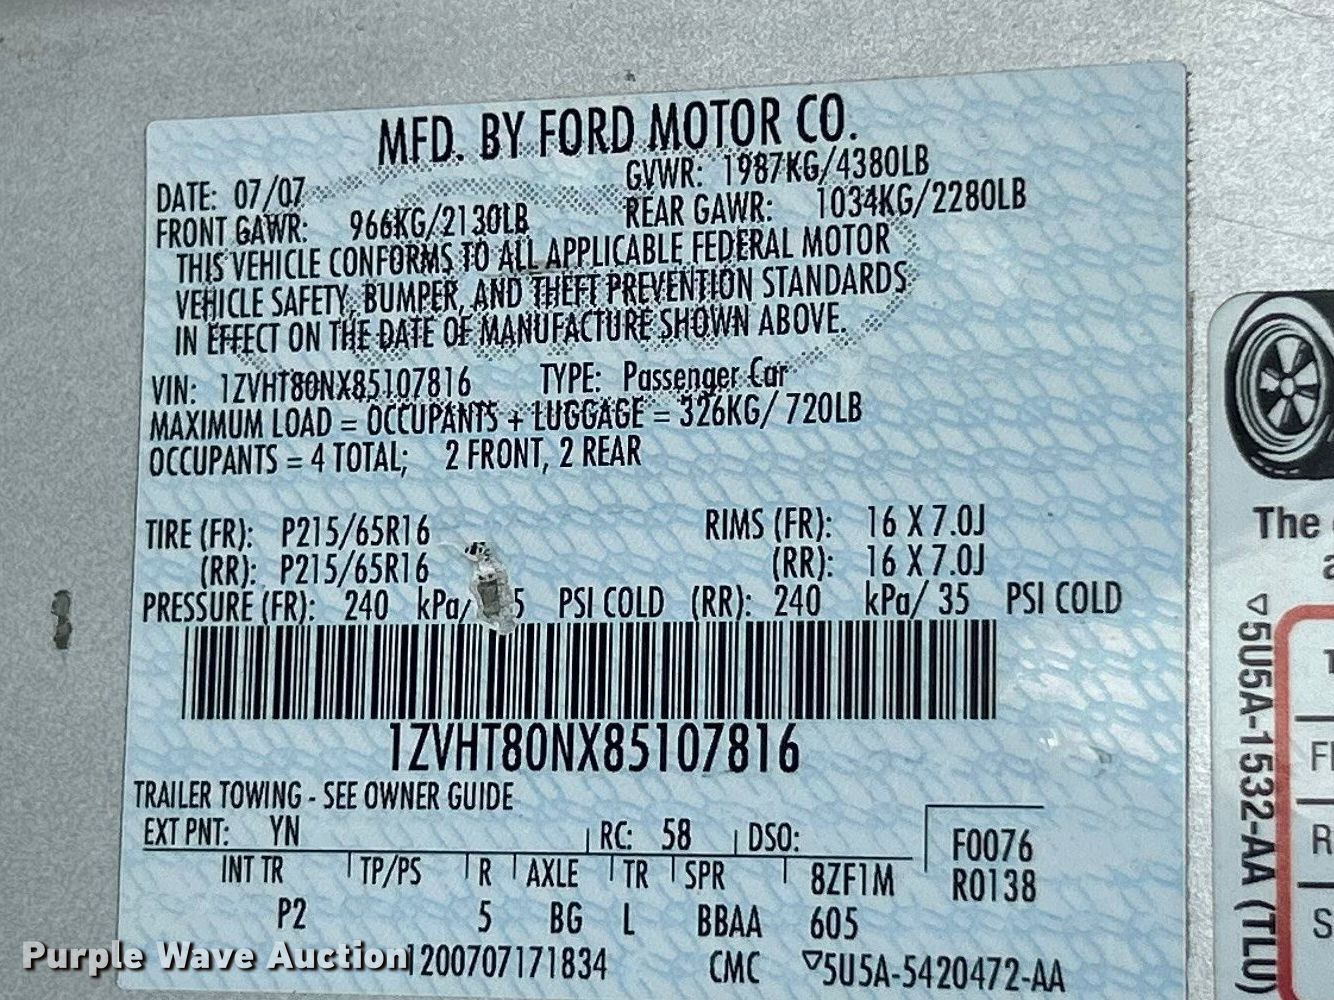 MFD. BY FORD MOTOR CO.
DATE: 07/07 GVWR: 1987KG/4380LB
FRONT GAWR: 966KG/2130LB REAR GAWR: 1034KG/2280LB
THIS VEHICLE CONFORMS TO ALL APPLICABLE FEDERAL MOTOR
VEHICLE SAFETY, BUMPER, AND THEFT PREVENTION STANDARDS
IN EFFECT ON THE DATE OF MANUFACTURE SHOWN ABOVE.
VIN: 1ZVHT80NX85107816 TYPE: Passenger Car
MAXIMUM LOAD = OCCUPANTS + LUGGAGE = 326KG/ 720LB
OCCUPANTS = 4 TOTAL; 2 FRONT, 2 REAR
TIRE (FR): P215/65R16 RIMS (FR): 16 X 7.0J
(RR): P215/65R16 (RR): 16 X 7.0J
PRESSURE (FR): 240 kPa/ 5 PSI COLD (RR): 240 kPa/ 35 PSI COLD
1ZVHT80NX85107816
TRAILER TOWING - SEE OWNER GUIDE
EXT PNT: YN RC: 58 DSO: F0076
INT TR TP/PS R AXLE TR SPR 8ZF1M R0138
P2 5 BG L BBAA 605
1200707171834 CMC ▽5U5A-5420472-AA
Purple Wave Auction
The
▽5U5A-1532-AA (TLU)
R
S